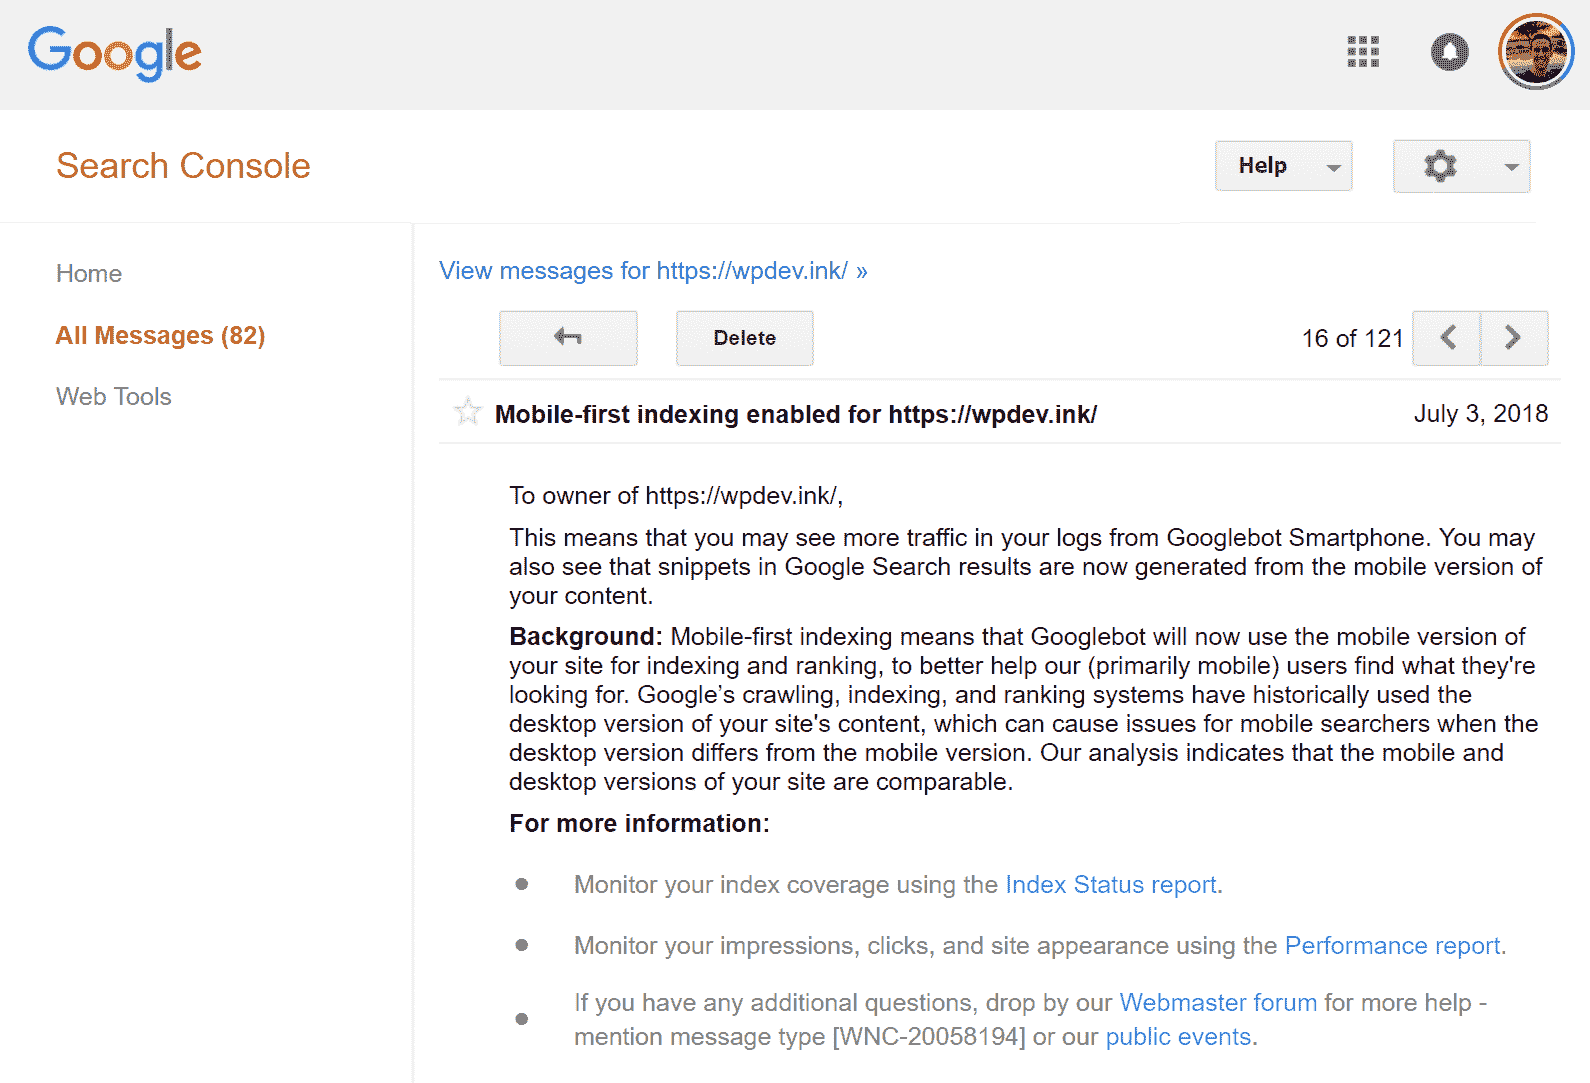 Google
Search Console
Help
Home
All Messages (82)
Web Tools
View messages for https://wpdev.ink/ »
Delete
16 of 121
Mobile-first indexing enabled for https://wpdev.ink/
July 3, 2018
To owner of https://wpdev.ink/,
This means that you may see more traffic in your logs from Googlebot Smartphone. You may
also see that snippets in Google Search results are now generated from the mobile version of
your content.
Background: Mobile-first indexing means that Googlebot will now use the mobile version of
your site for indexing and ranking, to better help our (primarily mobile) users find what they're
looking for. Google’s crawling, indexing, and ranking systems have historically used the
desktop version of your site's content, which can cause issues for mobile searchers when the
desktop version differs from the mobile version. Our analysis indicates that the mobile and
desktop versions of your site are comparable.
For more information:
Monitor your index coverage using the Index Status report.
Monitor your impressions, clicks, and site appearance using the Performance report.
If you have any additional questions, drop by our Webmaster forum for more help -
mention message type [WNC-20058194] or our public events.